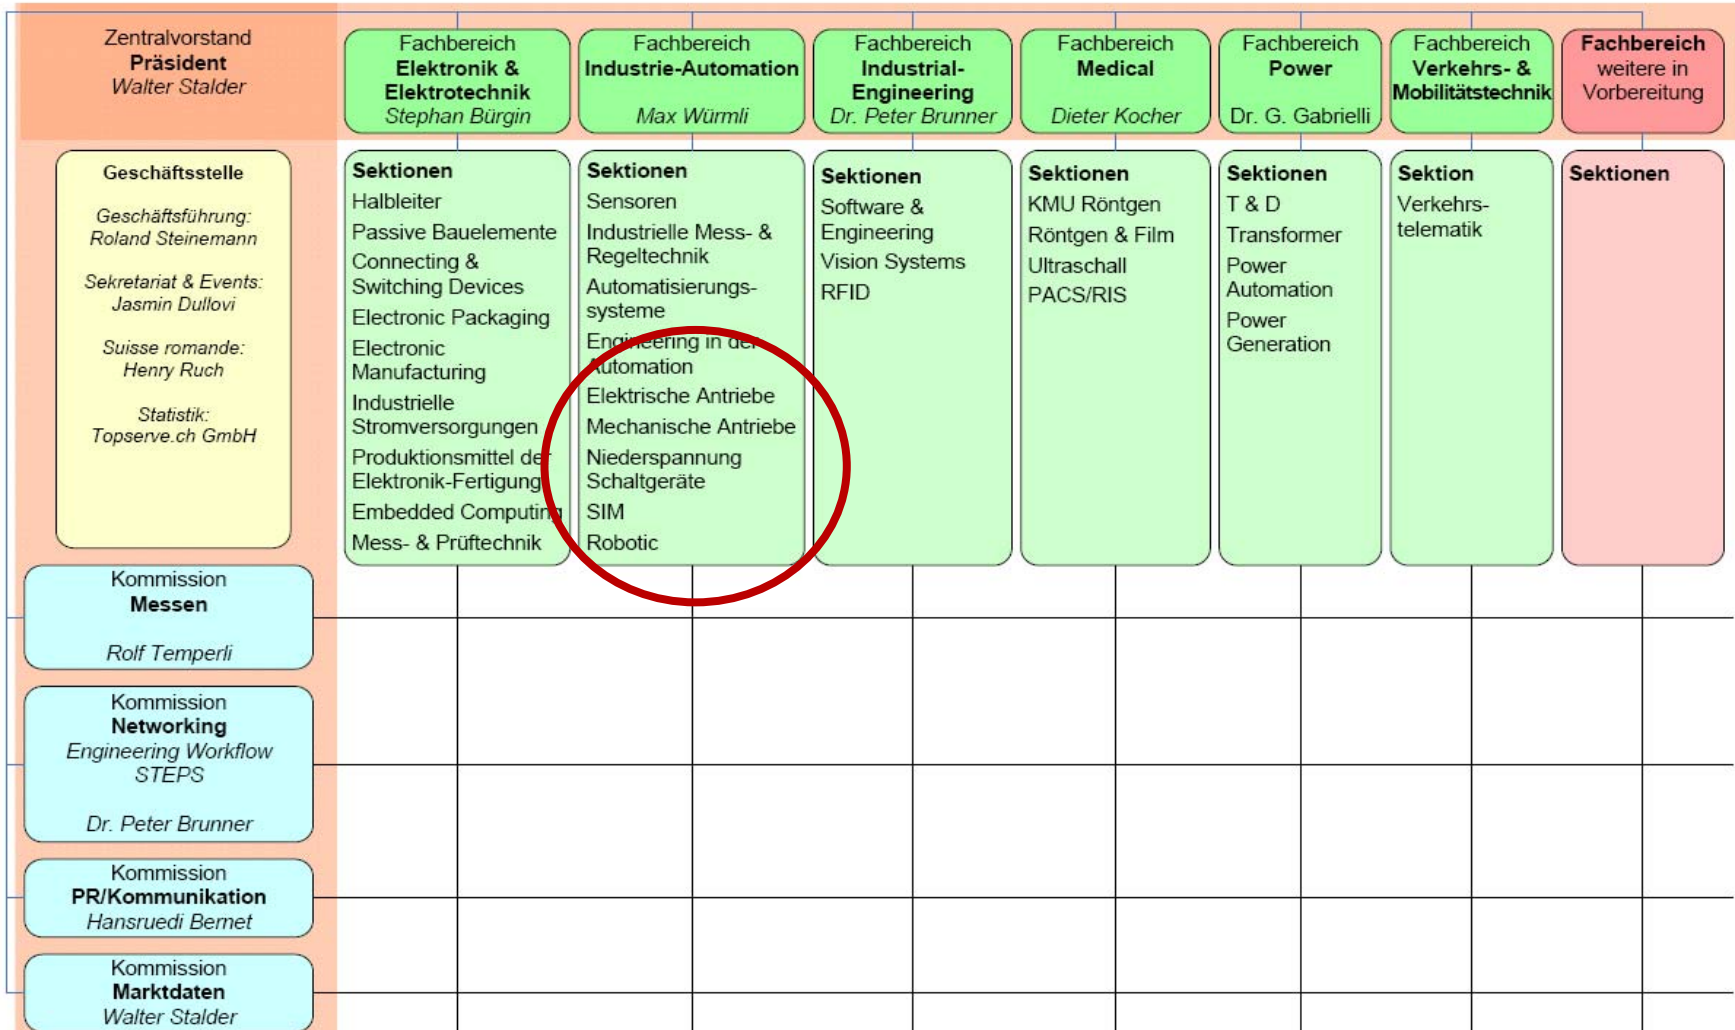 Zentralvorstand
Präsident
Walter Stalder
Fachbereich
Elektronik &
Elektrotechnik
Stephan Bürgin
Fachbereich
Industrie-Automation
Max Würmli
Fachbereich
Industrial-
Engineering
Dr. Peter Brunner
Fachbereich
Medical
Dieter Kocher
Fachbereich
Power
Dr. G. Gabrielli
Fachbereich
Verkehrs- &
Mobilitätstechnik
Fachbereich
weitere in
Vorbereitung
Geschäftsstelle
Geschäftsführung:
Roland Steinemann
Sekretariat & Events:
Jasmin Dullovi
Suisse romande:
Henry Ruch
Statistik:
Topserve.ch GmbH
Sektionen
Halbleiter
Passive Bauelemente
Connecting &
Switching Devices
Electronic Packaging
Electronic
Manufacturing
Industrielle
Stromversorgungen
Produktionsmittel der
Elektronik-Fertigung
Embedded Computing
Mess- & Prüftechnik
Sektionen
Sensoren
Industrielle Mess- &
Regeltechnik
Automatisierungs-
systeme
Engineering in der
Automation
Elektrische Antriebe
Mechanische Antriebe
Niederspannung
Schaltgeräte
SIM
Robotic
Sektionen
Software &
Engineering
Vision Systems
RFID
Sektionen
KMU Röntgen
Röntgen & Film
Ultraschall
PACS/RIS
Sektionen
T & D
Transformer
Power
Automation
Power
Generation
Sektion
Verkehrs-
telematik
Sektionen
Kommission
Messen
Rolf Temperli
Kommission
Networking
Engineering Workflow
STEPS
Dr. Peter Brunner
Kommission
PR/Kommunikation
Hansruedi Bernet
Kommission
Marktdaten
Walter Stalder